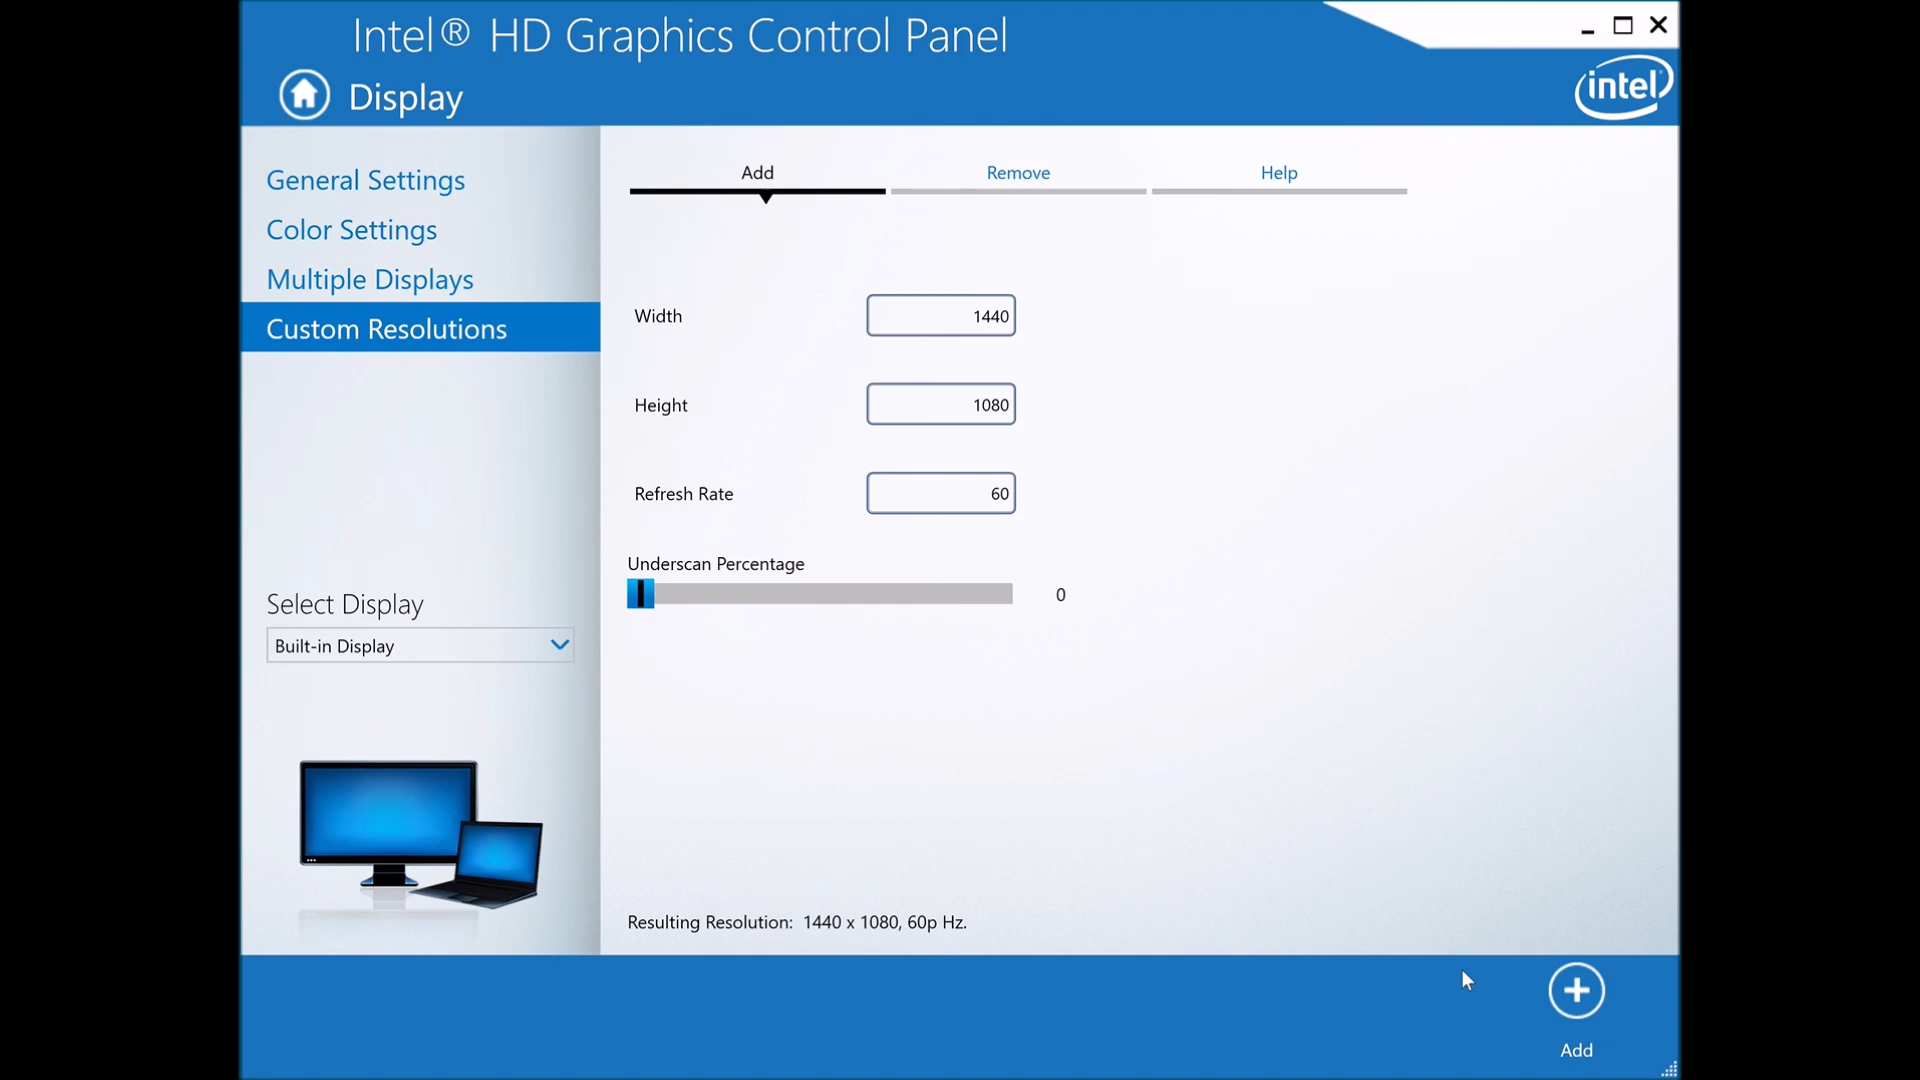 Intel® HD Graphics Control Panel
Display
intel
General Settings
Color Settings
Multiple Displays
Custom Resolutions
Select Display
Built-in Display
Add
Remove
Help
Width 1440
Height 1080
Refresh Rate 60
Underscan Percentage
0
Resulting Resolution: 1440 x 1080, 60p Hz.
Add